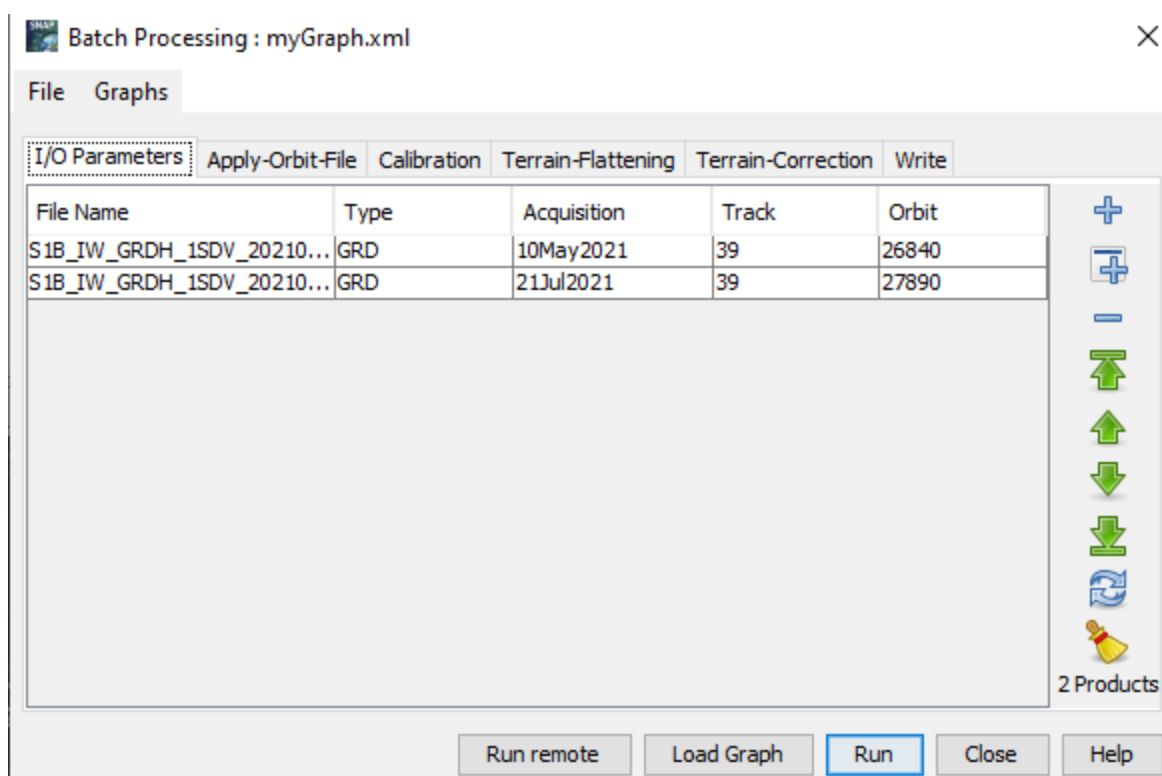 Batch Processing : myGraph.xml
File Graphs
I/O Parameters Apply-Orbit-File Calibration Terrain-Flattening Terrain-Correction Write
File Name Type Acquisition Track Orbit
S1B_IW_GRDH_1SDV_20210... GRD 10May2021 39 26840
S1B_IW_GRDH_1SDV_20210... GRD 21Jul2021 39 27890
2 Products
Run remote Load Graph Run Close Help